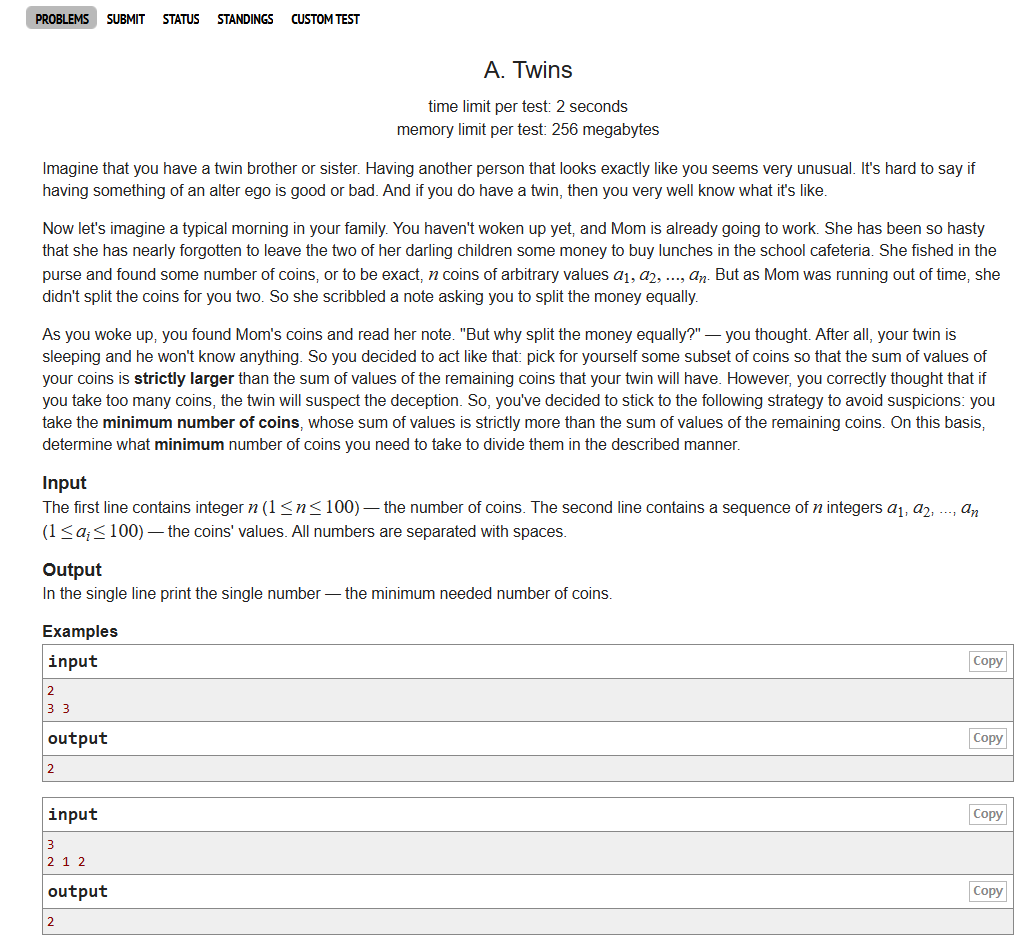 PROBLEMS SUBMIT STATUS STANDINGS CUSTOM TEST
A. Twins
time limit per test: 2 seconds
memory limit per test: 256 megabytes
Imagine that you have a twin brother or sister. Having another person that looks exactly like you seems very unusual. It's hard to say if
having something of an alter ego is good or bad. And if you do have a twin, then you very well know what it's like.
Now let's imagine a typical morning in your family. You haven't woken up yet, and Mom is already going to work. She has been so hasty
that she has nearly forgotten to leave the two of her darling children some money to buy lunches in the school cafeteria. She fished in the
purse and found some number of coins, or to be exact, n coins of arbitrary values a1, a2, ..., an. But as Mom was running out of time, she
didn't split the coins for you two. So she scribbled a note asking you to split the money equally.
As you woke up, you found Mom's coins and read her note. "But why split the money equally?" — you thought. After all, your twin is
sleeping and he won't know anything. So you decided to act like that: pick for yourself some subset of coins so that the sum of values of
your coins is strictly larger than the sum of values of the remaining coins that your twin will have. However, you correctly thought that if
you take too many coins, the twin will suspect the deception. So, you've decided to stick to the following strategy to avoid suspicions: you
take the minimum number of coins, whose sum of values is strictly more than the sum of values of the remaining coins. On this basis,
determine what minimum number of coins you need to take to divide them in the described manner.
Input
The first line contains integer n (1 ≤ n ≤ 100) — the number of coins. The second line contains a sequence of n integers a1, a2, ..., an
(1 ≤ ai ≤ 100) — the coins' values. All numbers are separated with spaces.
Output
In the single line print the single number — the minimum needed number of coins.
Examples
input Copy
2
3 3
output Copy
2
input Copy
3
2 1 2
output Copy
2